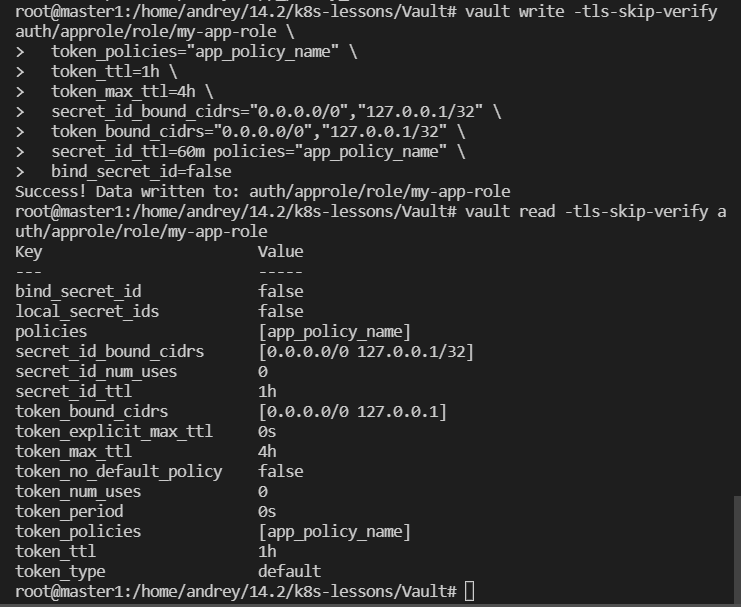 root@master1:/home/andrey/14.2/k8s-lessons/Vault# vault write -tls-skip-verify
auth/approle/role/my-app-role \
>   token_policies="app_policy_name" \
>   token_ttl=1h \
>   token_max_ttl=4h \
>   secret_id_bound_cidrs="0.0.0.0/0","127.0.0.1/32" \
>   token_bound_cidrs="0.0.0.0/0","127.0.0.1/32" \
>   secret_id_ttl=60m policies="app_policy_name" \
>   bind_secret_id=false
Success! Data written to: auth/approle/role/my-app-role
root@master1:/home/andrey/14.2/k8s-lessons/Vault# vault read -tls-skip-verify a
uth/approle/role/my-app-role
Key                        Value
---                        -----
bind_secret_id             false
local_secret_ids           false
policies                   [app_policy_name]
secret_id_bound_cidrs      [0.0.0.0/0 127.0.0.1/32]
secret_id_num_uses         0
secret_id_ttl              1h
token_bound_cidrs          [0.0.0.0/0 127.0.0.1]
token_explicit_max_ttl     0s
token_max_ttl              4h
token_no_default_policy    false
token_num_uses             0
token_period               0s
token_policies             [app_policy_name]
token_ttl                  1h
token_type                 default
root@master1:/home/andrey/14.2/k8s-lessons/Vault#